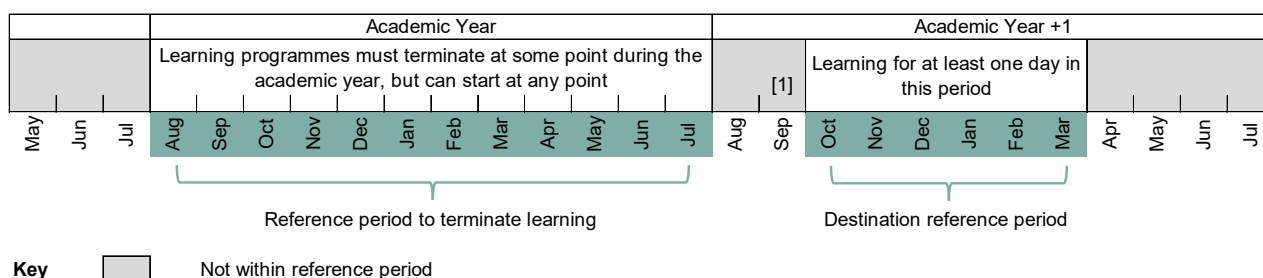 Academic Year
Academic Year +1
Learning programmes must terminate at some point during the
academic year, but can start at any point
[1]
Learning for at least one day in
this period
May
Jun
Jul
Aug
Sep
Oct
Nov
Dec
Jan
Feb
Mar
Apr
May
Jun
Jul
Aug
Sep
Oct
Nov
Dec
Jan
Feb
Mar
Apr
May
Jun
Jul
Reference period to terminate learning
Destination reference period
Key
Not within reference period